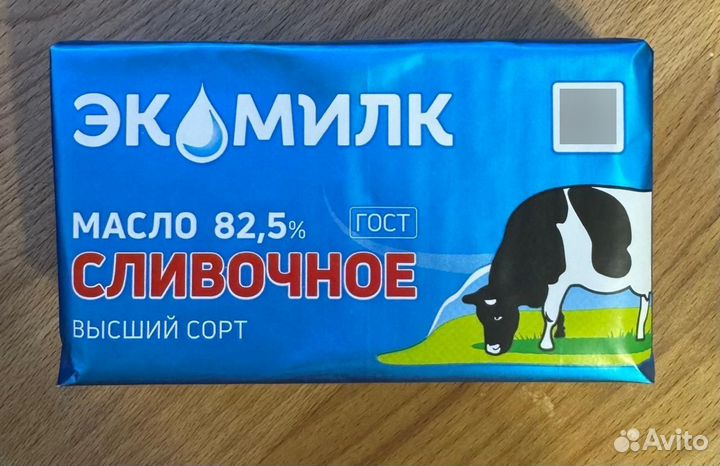 ЭКОМИЛК
МАСЛО 82,5% ГОСТ
СЛИВОЧНОЕ
ВЫСШИЙ СОРТ
Avito